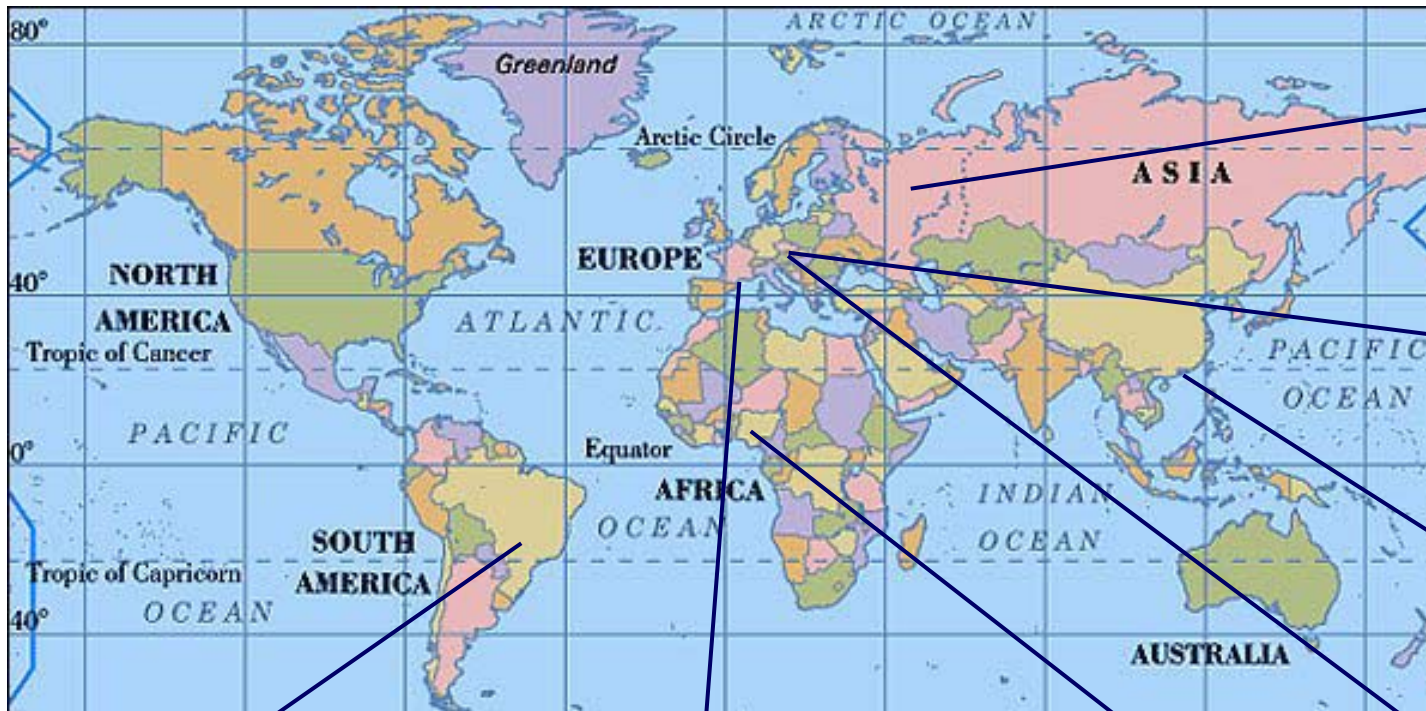 ARCTIC OCEAN
80°
Greenland
Arctic Circle
ASIA
EUROPE
NORTH
AMERICA
40°
ATLANTIC
Tropic of Cancer
PACIFIC
OCEAN
PACIFIC
Equator
0°
AFRICA
INDIAN
OCEAN
OCEAN
SOUTH
AMERICA
Tropic of Capricorn
OCEAN
40°
AUSTRALIA